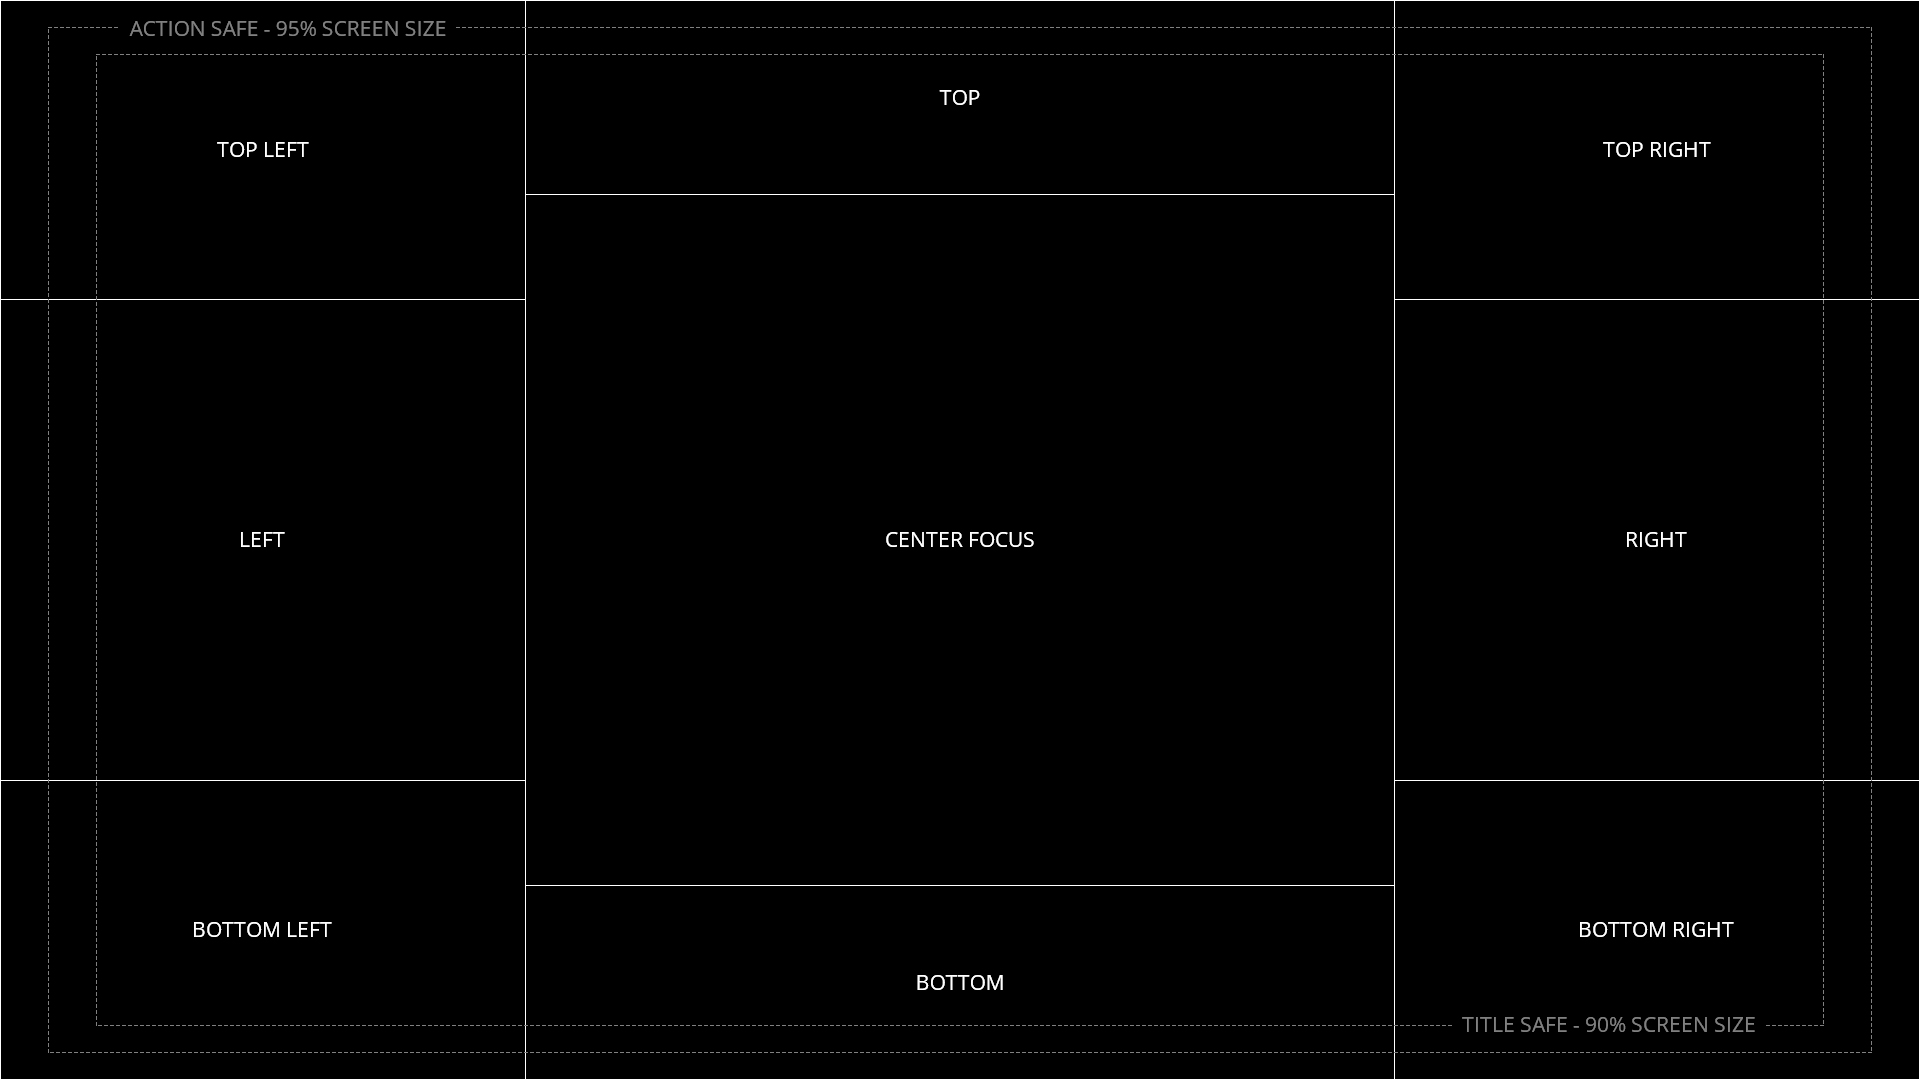 ACTION SAFE - 95% SCREEN SIZE
TOP
TOP LEFT
TOP RIGHT
LEFT
CENTER FOCUS
RIGHT
BOTTOM LEFT
BOTTOM RIGHT
BOTTOM
TITLE SAFE - 90% SCREEN SIZE